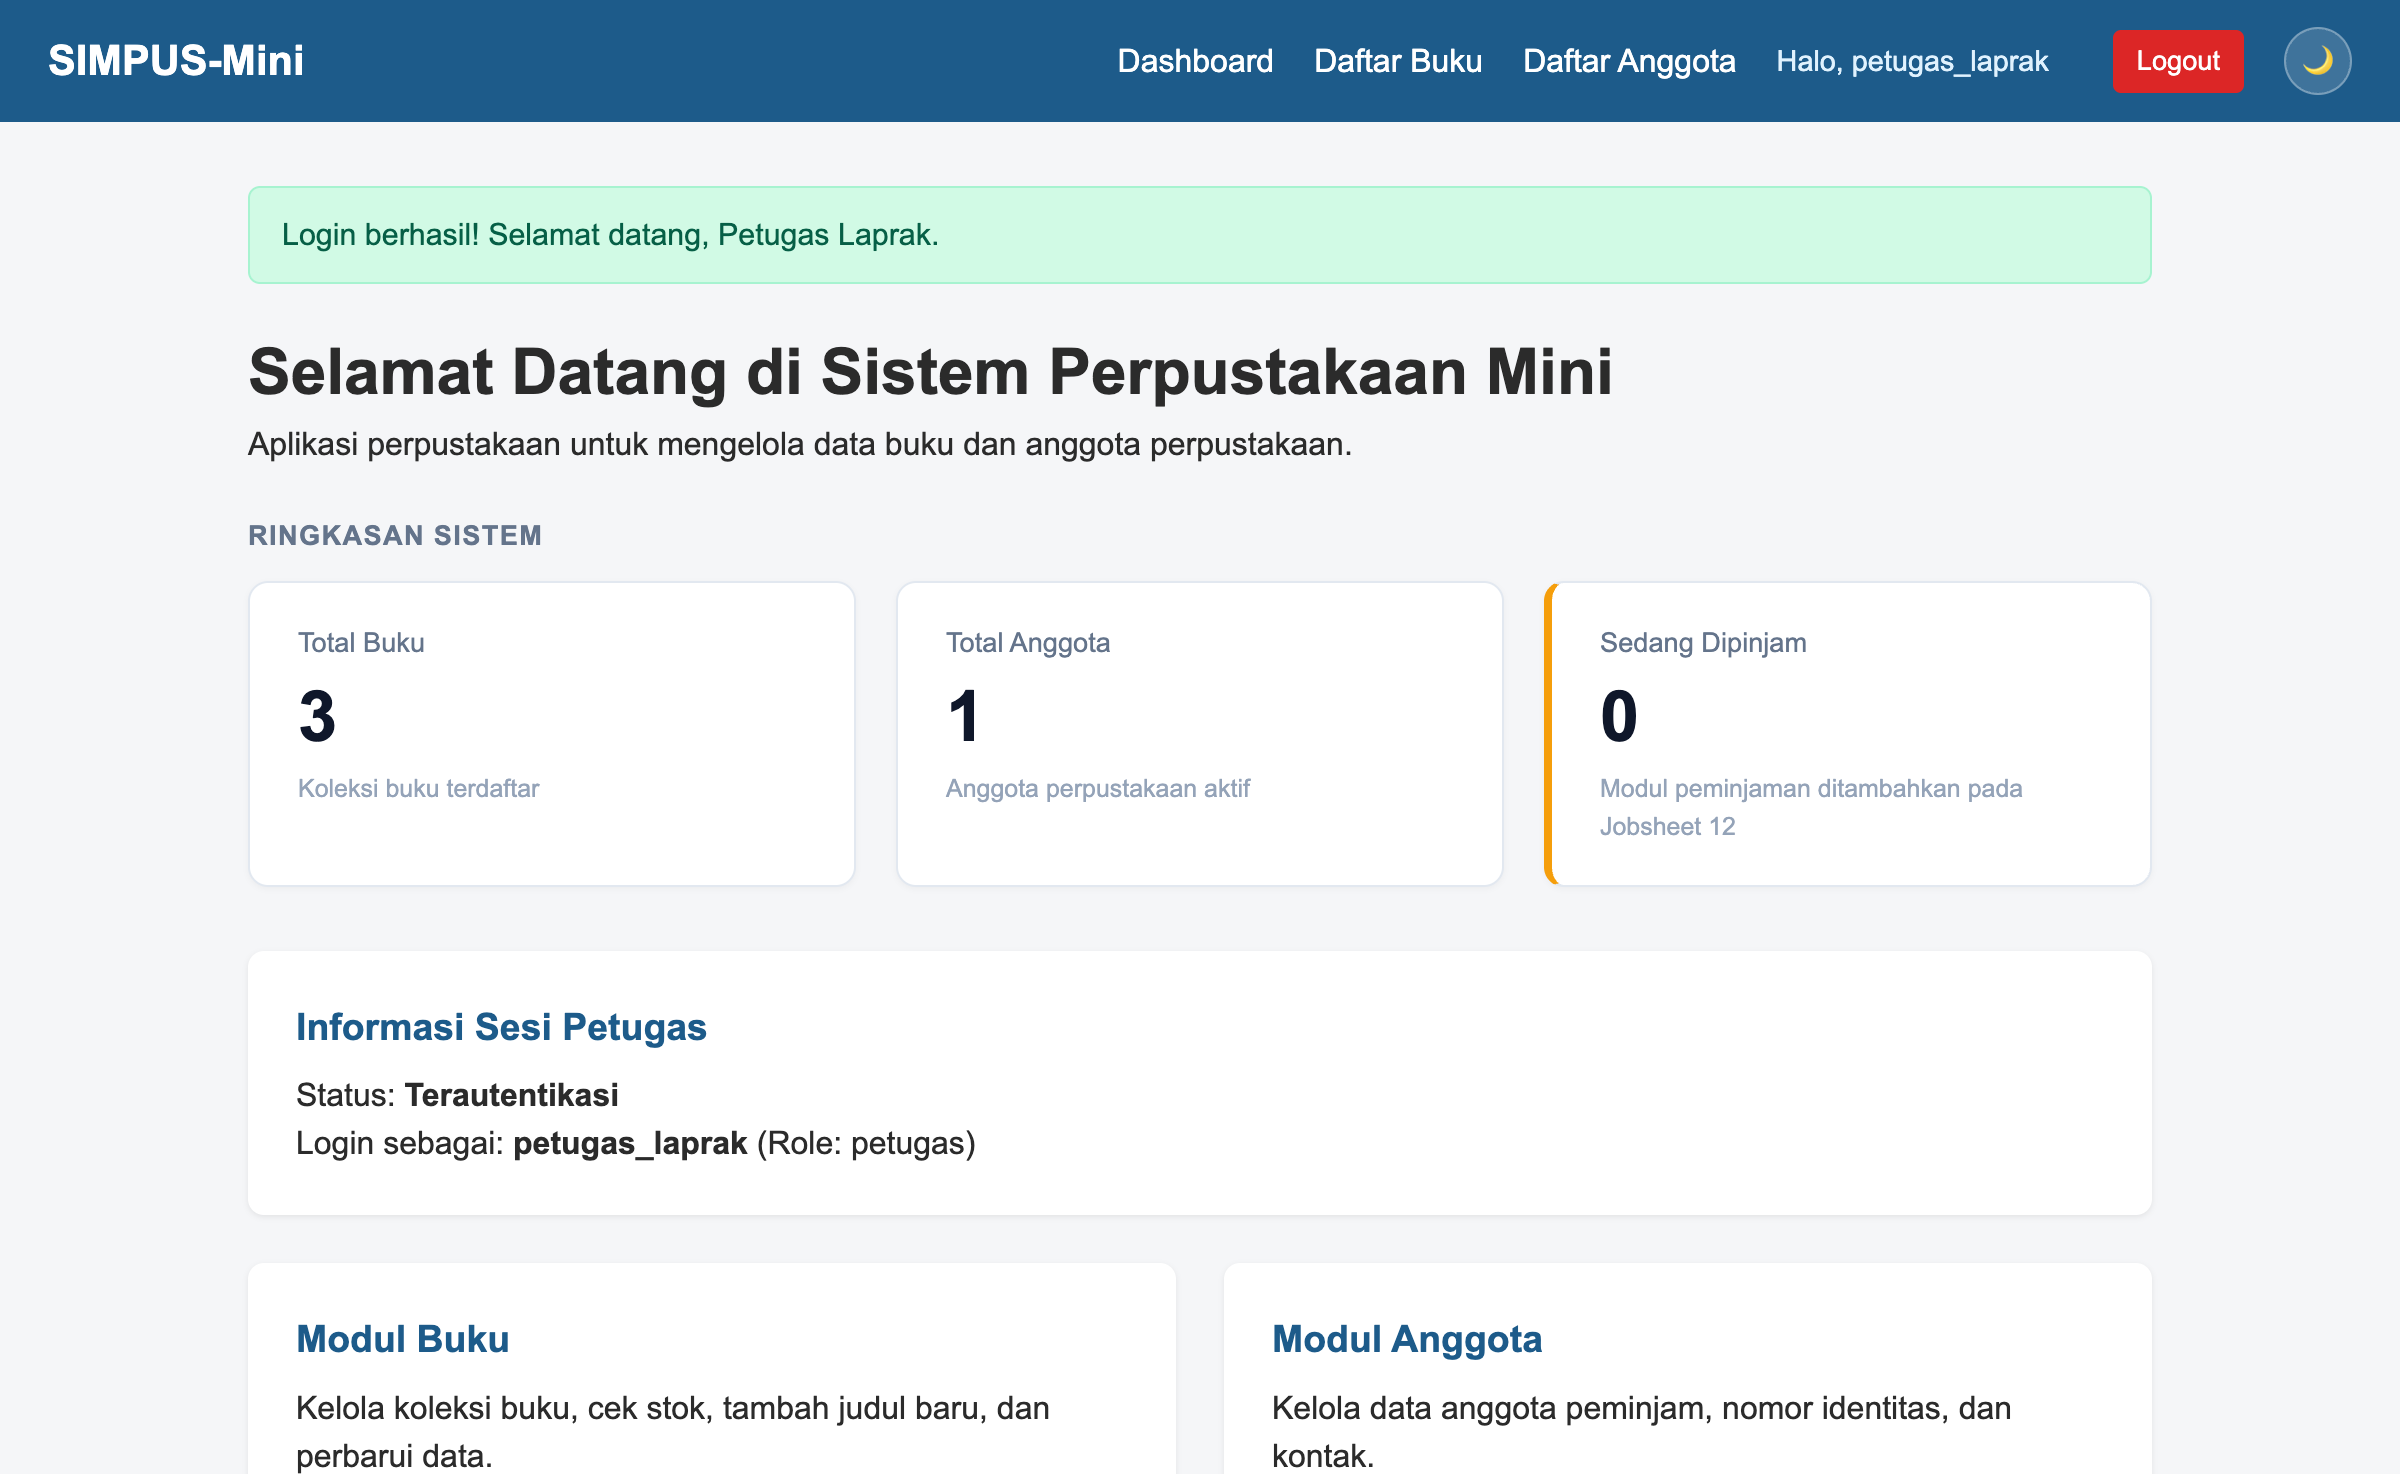 SIMPUS-Mini
Dashboard
Daftar Buku
Daftar Anggota
Halo, petugas_laprak
Logout
Login berhasil! Selamat datang, Petugas Laprak.
Selamat Datang di Sistem Perpustakaan Mini
Aplikasi perpustakaan untuk mengelola data buku dan anggota perpustakaan.
RINGKASAN SISTEM
Total Buku
3
Koleksi buku terdaftar
Total Anggota
1
Anggota perpustakaan aktif
Sedang Dipinjam
0
Modul peminjaman ditambahkan pada
Jobsheet 12
Informasi Sesi Petugas
Status: Terautentikasi
Login sebagai: petugas_laprak (Role: petugas)
Modul Buku
Kelola koleksi buku, cek stok, tambah judul baru, dan
perbarui data.
Modul Anggota
Kelola data anggota peminjam, nomor identitas, dan
kontak.